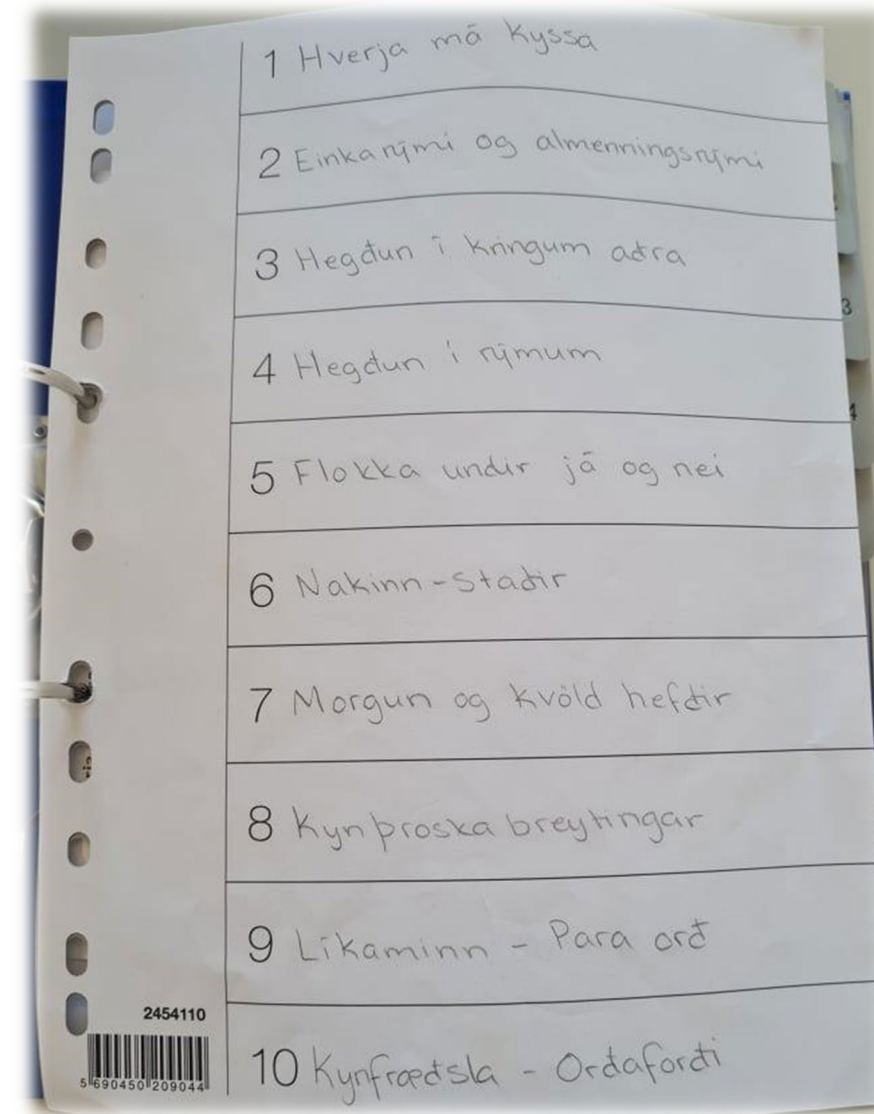 1 Hverja má kyssa
2 Einkarými og almenningsrými
3 Hegðun í kringum aðra
3
4 Hegðun í rýmum
4
5 Flokka undir já og nei
6 Nakinn - Staðir
7 Morgun og kvöld hefðir
8 Kynþroska breytingar
9 Líkaminn - Para orð
2454110
5 690450 209044
10 Kynfræðsla - Orðaforði